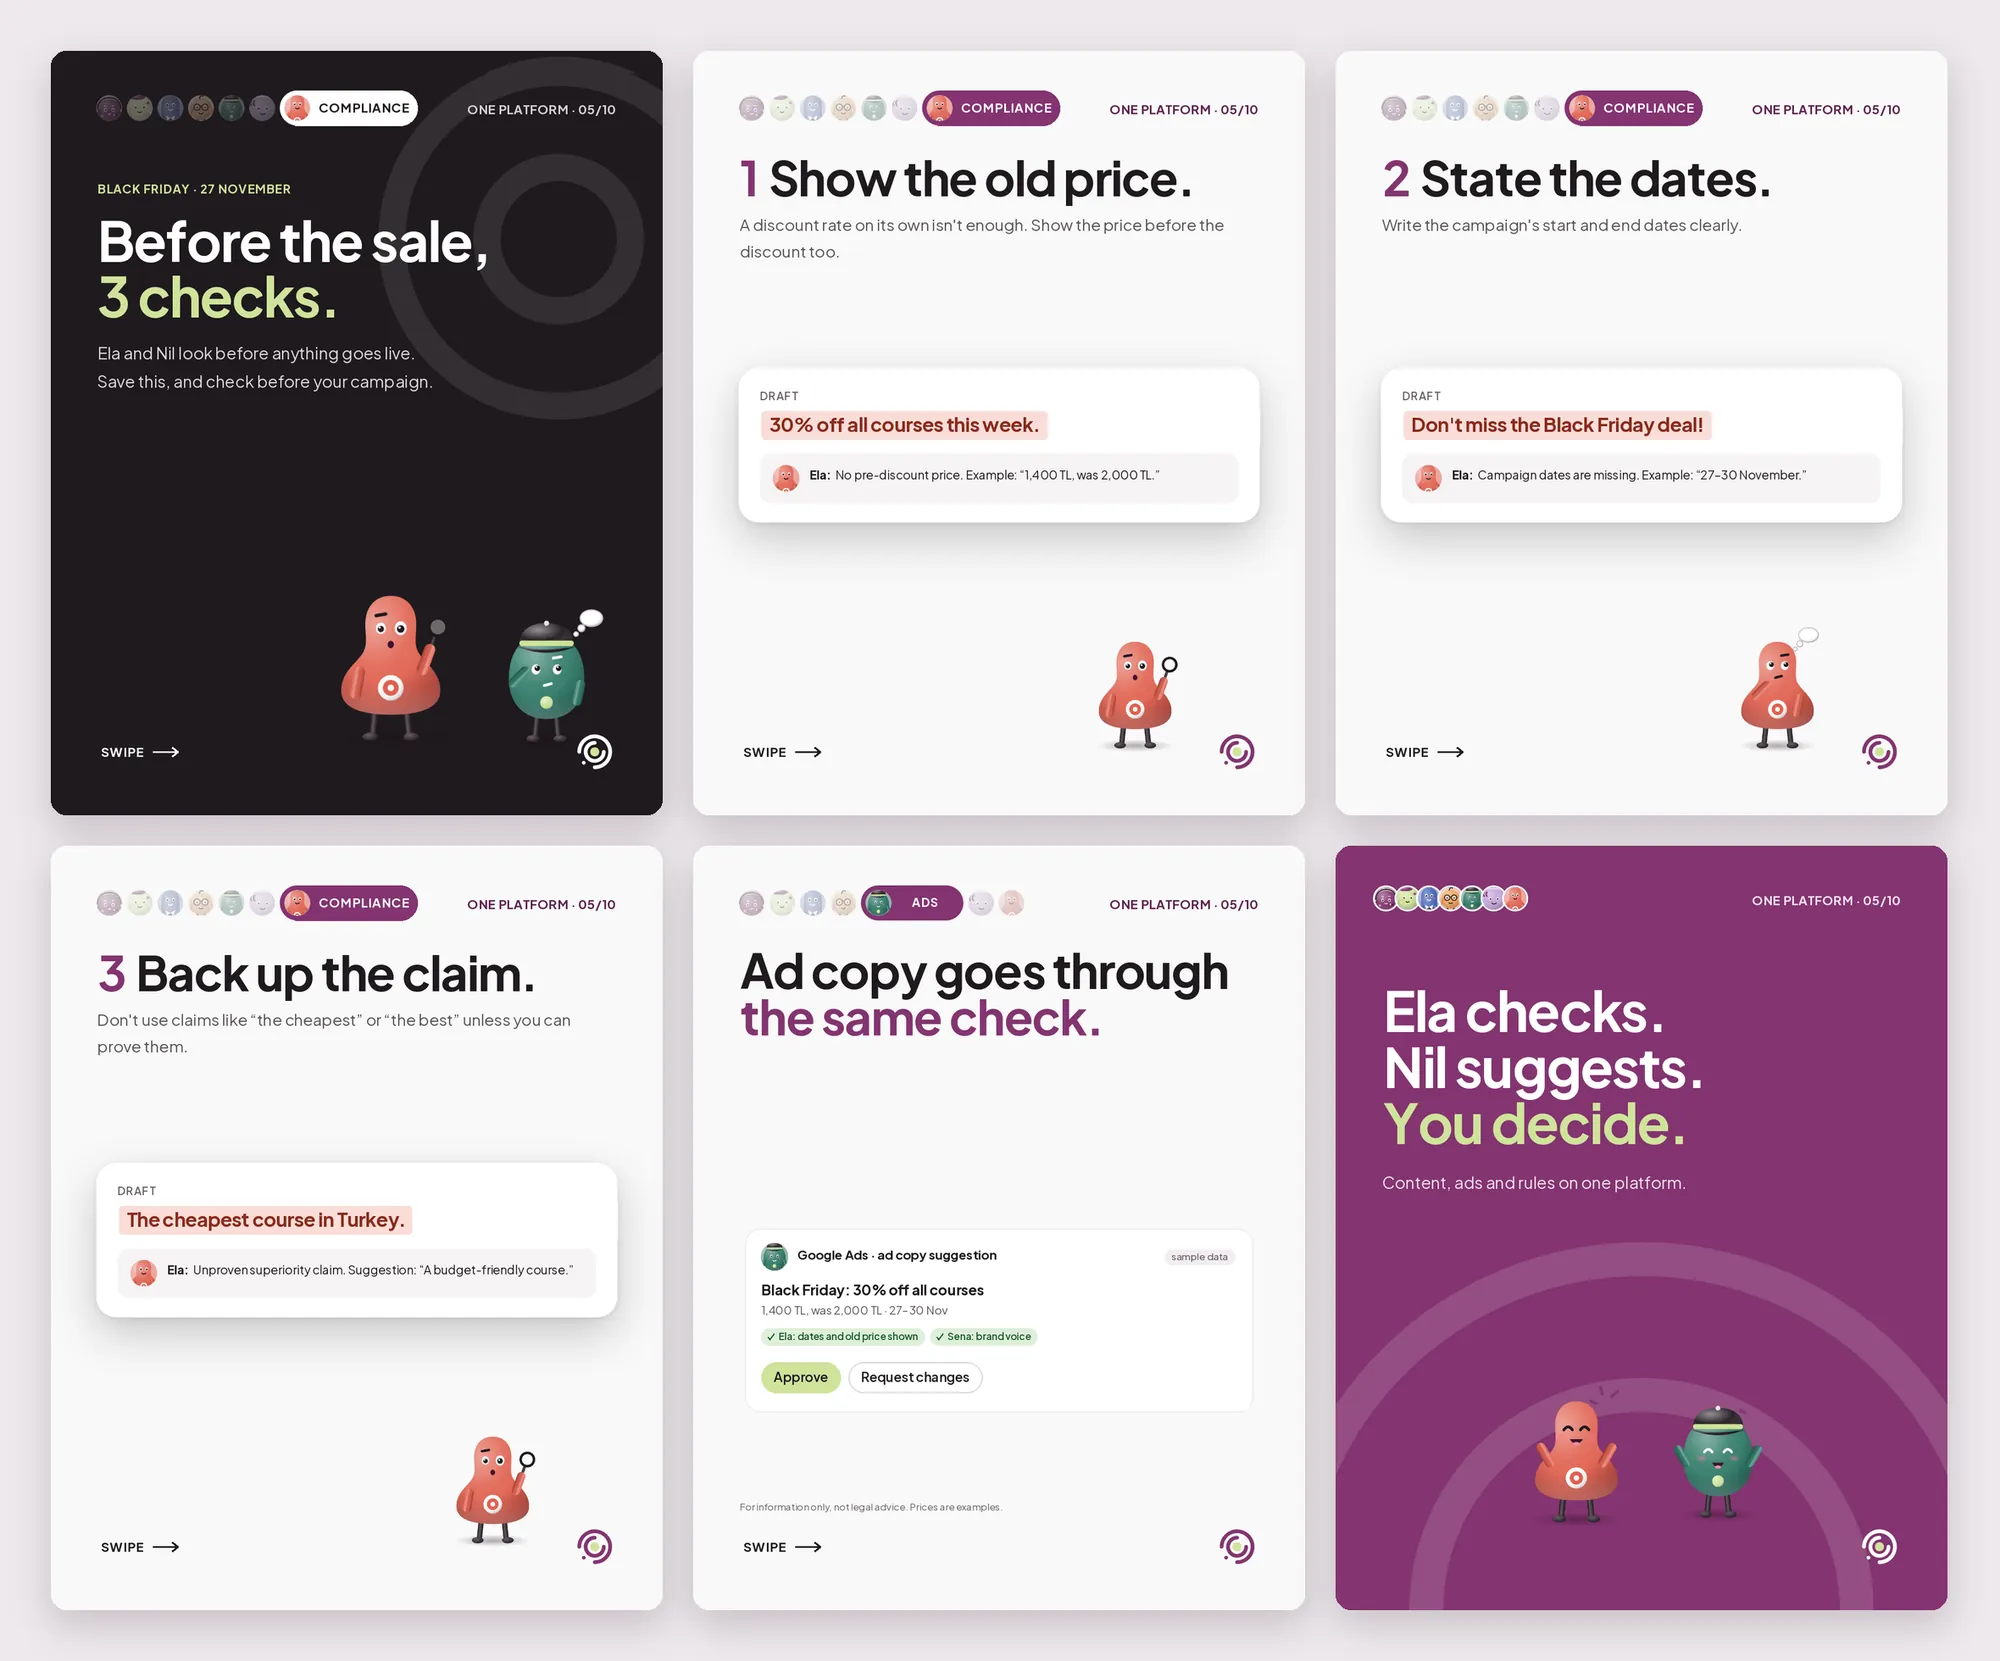 COMPLIANCE
ONE PLATFORM · 05/10
BLACK FRIDAY · 27 NOVEMBER
Before the sale,
3 checks.
Ela and Nil look before anything goes live.
Save this, and check before your campaign.
SWIPE
COMPLIANCE
ONE PLATFORM · 05/10
1 Show the old price.
A discount rate on its own isn't enough. Show the price before the
discount too.
DRAFT
30% off all courses this week.
Ela: No pre-discount price. Example: “1,400 TL, was 2,000 TL.”
SWIPE
COMPLIANCE
ONE PLATFORM · 05/10
2 State the dates.
Write the campaign's start and end dates clearly.
DRAFT
Don't miss the Black Friday deal!
Ela: Campaign dates are missing. Example: “27–30 November.”
SWIPE
COMPLIANCE
ONE PLATFORM · 05/10
3 Back up the claim.
Don't use claims like “the cheapest” or “the best” unless you can
prove them.
DRAFT
The cheapest course in Turkey.
Ela: Unproven superiority claim. Suggestion: “A budget-friendly course.”
SWIPE
ADS
ONE PLATFORM · 05/10
Ad copy goes through
the same check.
Google Ads · ad copy suggestion
sample data
Black Friday: 30% off all courses
1,400 TL, was 2,000 TL · 27–30 Nov
✓ Ela: dates and old price shown
✓ Sena: brand voice
Approve
Request changes
For information only, not legal advice. Prices are examples.
SWIPE
ONE PLATFORM · 05/10
Ela checks.
Nil suggests.
You decide.
Content, ads and rules on one platform.